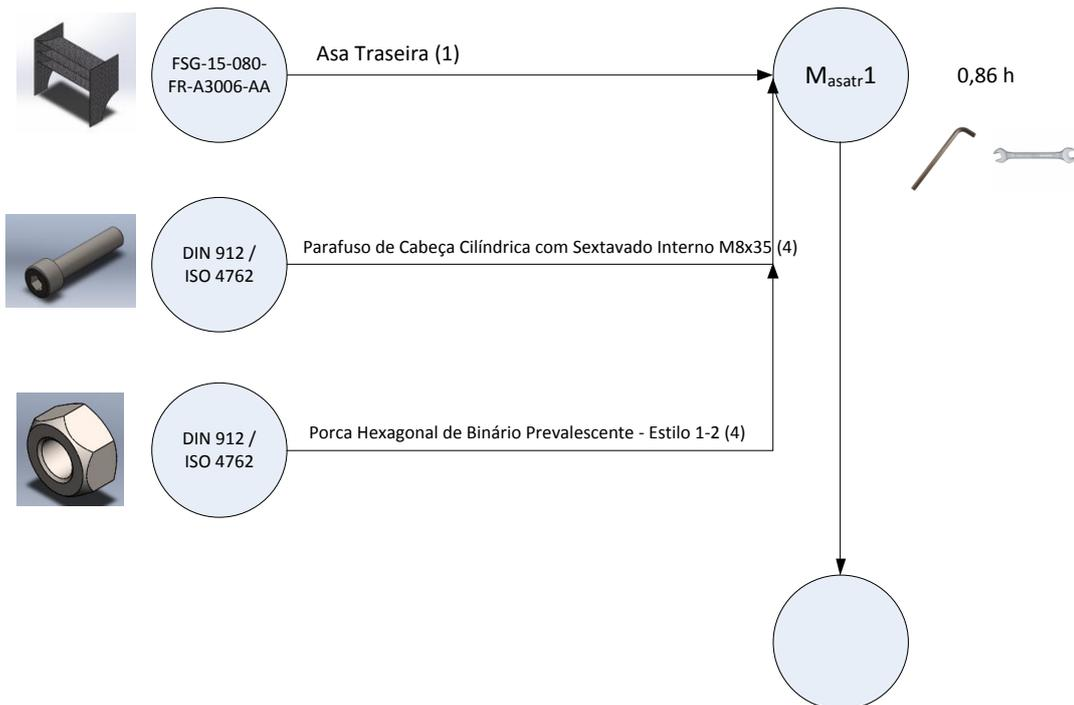 FSG-15-080-
FR-A3006-AA
Asa Traseira (1)
Masatr1
0,86 h
DIN 912 /
ISO 4762
Parafuso de Cabeça Cilíndrica com Sextavado Interno M8x35 (4)
DIN 912 /
ISO 4762
Porca Hexagonal de Binário Prevalescente - Estilo 1-2 (4)